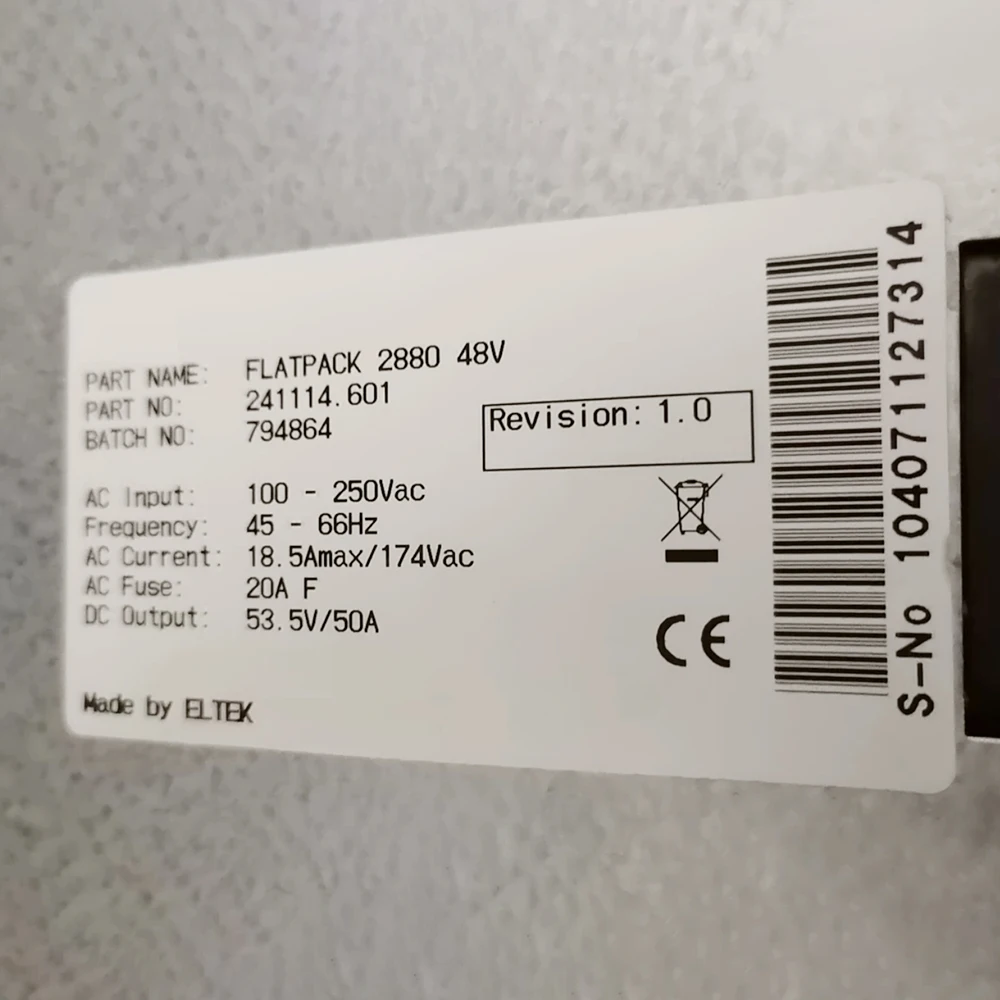 PART NAME: FLATPACK 2880 48V
PART NO: 241114.601
BATCH NO: 794864
Revision: 1.0
AC Input: 100 - 250Vac
Frequency: 45 - 66Hz
AC Current: 18.5Amax/174Vac
AC Fuse: 20A F
DC Output: 53.5V/50A
Made by ELTEK
CE
S-No 104071127314